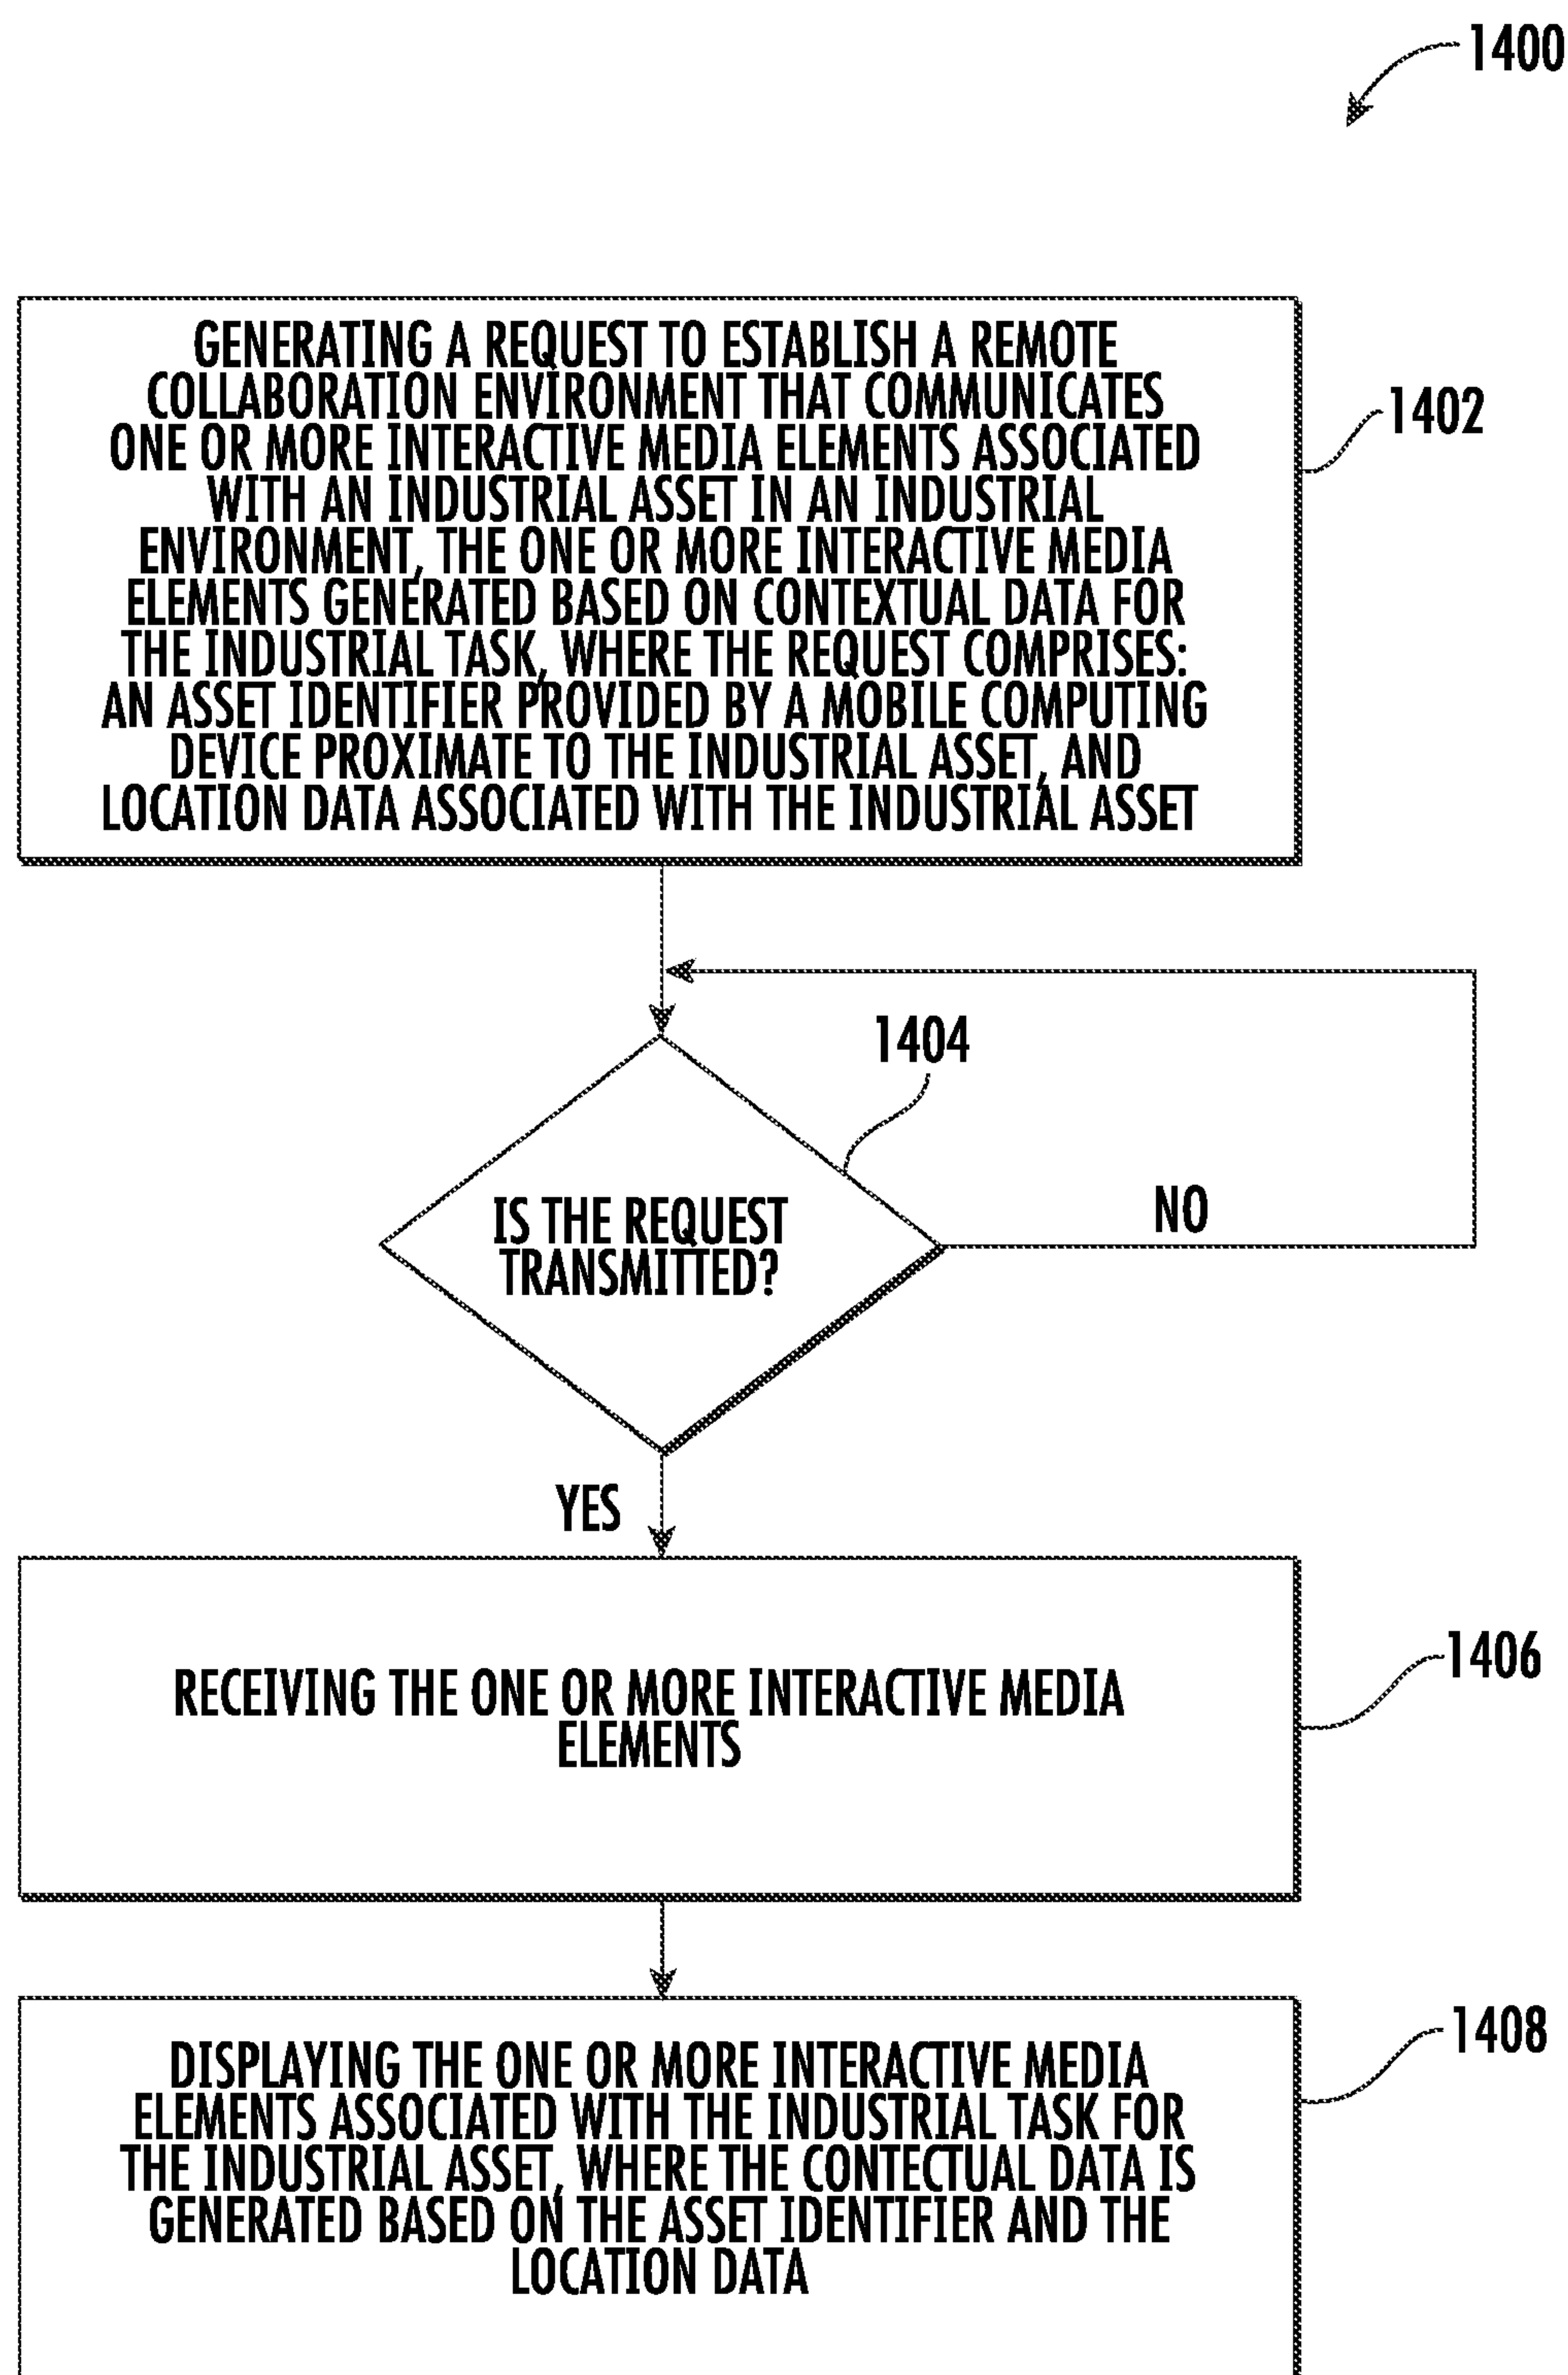 1400
GENERATING A REQUEST TO ESTABLISH A REMOTE
COLLABORATION ENVIRONMENT THAT COMMUNICATES
ONE OR MORE INTERACTIVE MEDIA ELEMENTS ASSOCIATED
WITH AN INDUSTRIAL ASSET IN AN INDUSTRIAL
ENVIRONMENT, THE ONE OR MORE INTERACTIVE MEDIA
ELEMENTS GENERATED BASED ON CONTEXTUAL DATA FOR
THE INDUSTRIAL TASK, WHERE THE REQUEST COMPRISES:
AN ASSET IDENTIFIER PROVIDED BY A MOBILE COMPUTING
DEVICE PROXIMATE TO THE INDUSTRIAL ASSET, AND
LOCATION DATA ASSOCIATED WITH THE INDUSTRIAL ASSET
1402
1404
IS THE REQUEST
TRANSMITTED?
NO
YES
RECEIVING THE ONE OR MORE INTERACTIVE MEDIA
ELEMENTS
1406
DISPLAYING THE ONE OR MORE INTERACTIVE MEDIA
ELEMENTS ASSOCIATED WITH THE INDUSTRIAL TASK FOR
THE INDUSTRIAL ASSET, WHERE THE CONTECTUAL DATA IS
GENERATED BASED ON THE ASSET IDENTIFIER AND THE
LOCATION DATA
1408